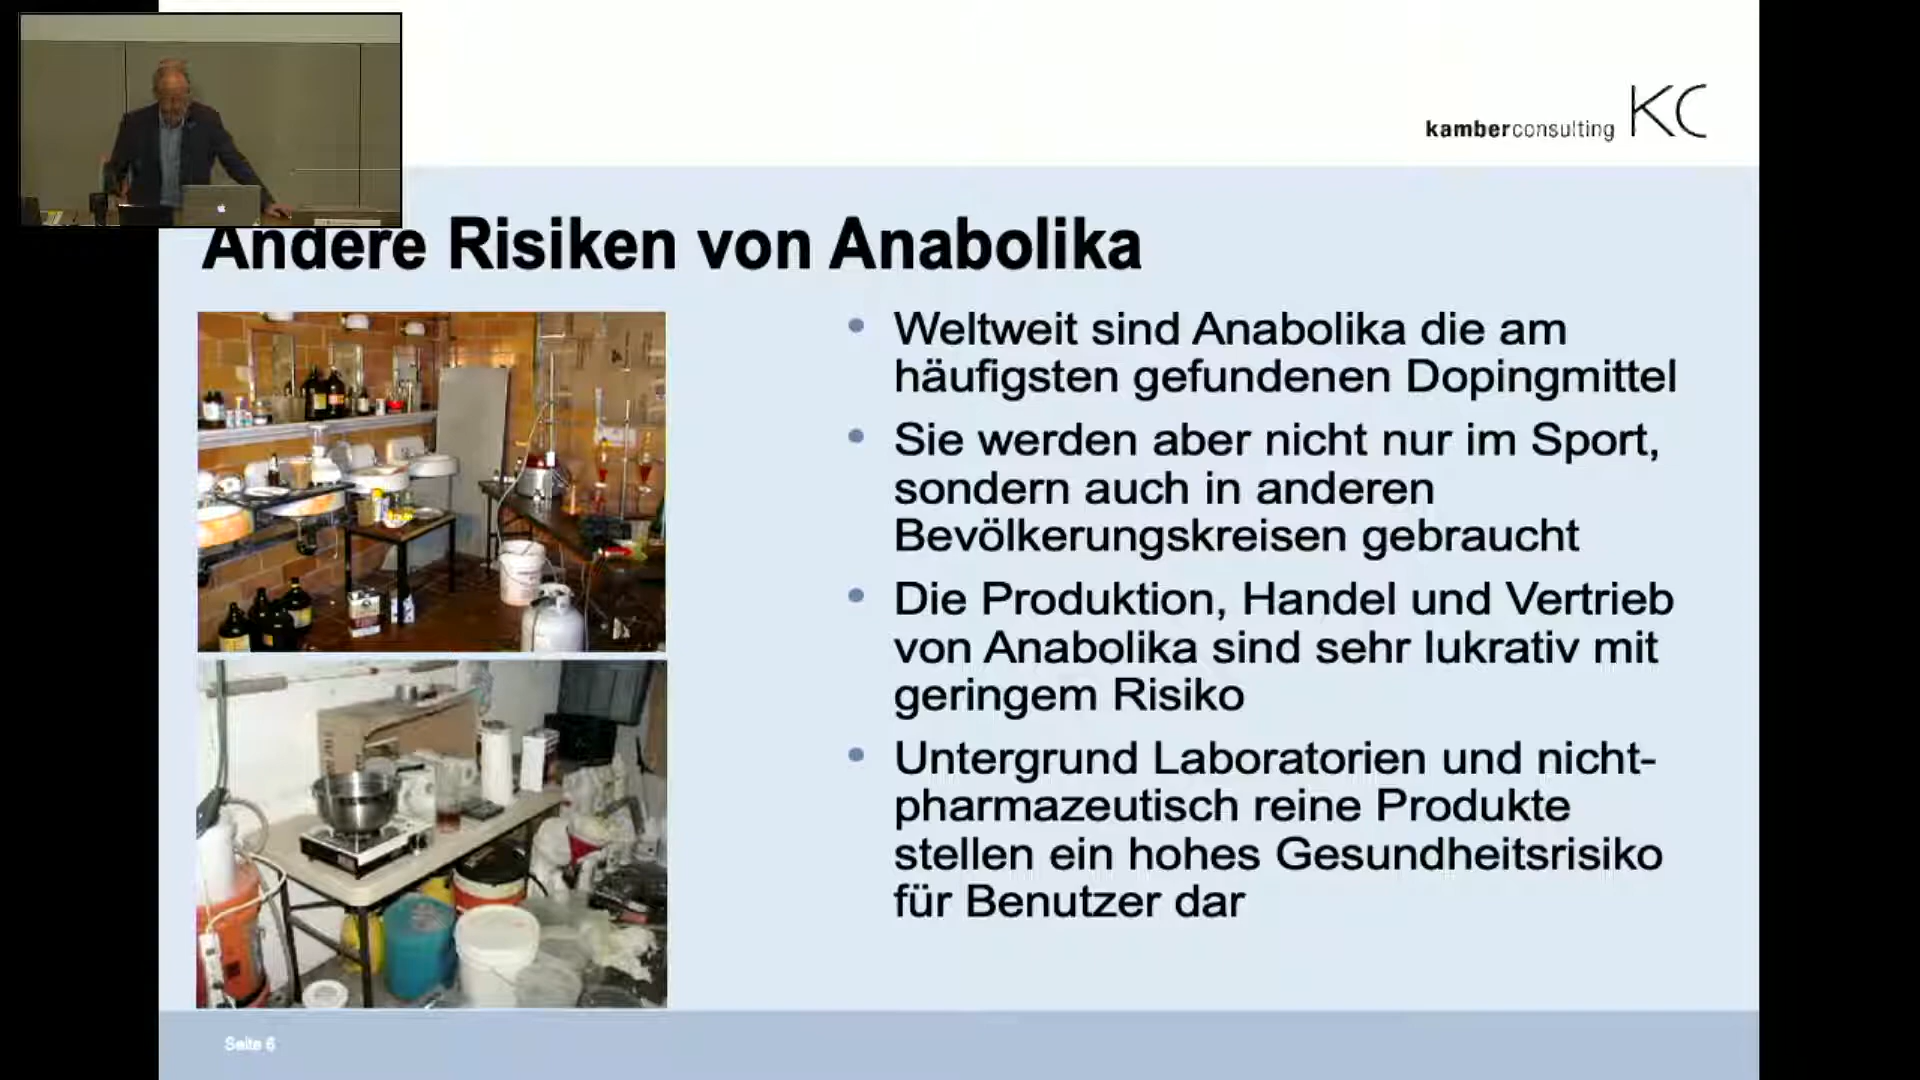 kamberconsulting KC
Andere Risiken von Anabolika
• Weltweit sind Anabolika die am
häufigsten gefundenen Dopingmittel
• Sie werden aber nicht nur im Sport,
sondern auch in anderen
Bevölkerungskreisen gebraucht
• Die Produktion, Handel und Vertrieb
von Anabolika sind sehr lukrativ mit
geringem Risiko
• Untergrund Laboratorien und nicht-
pharmazeutisch reine Produkte
stellen ein hohes Gesundheitsrisiko
für Benutzer dar
Seite 6